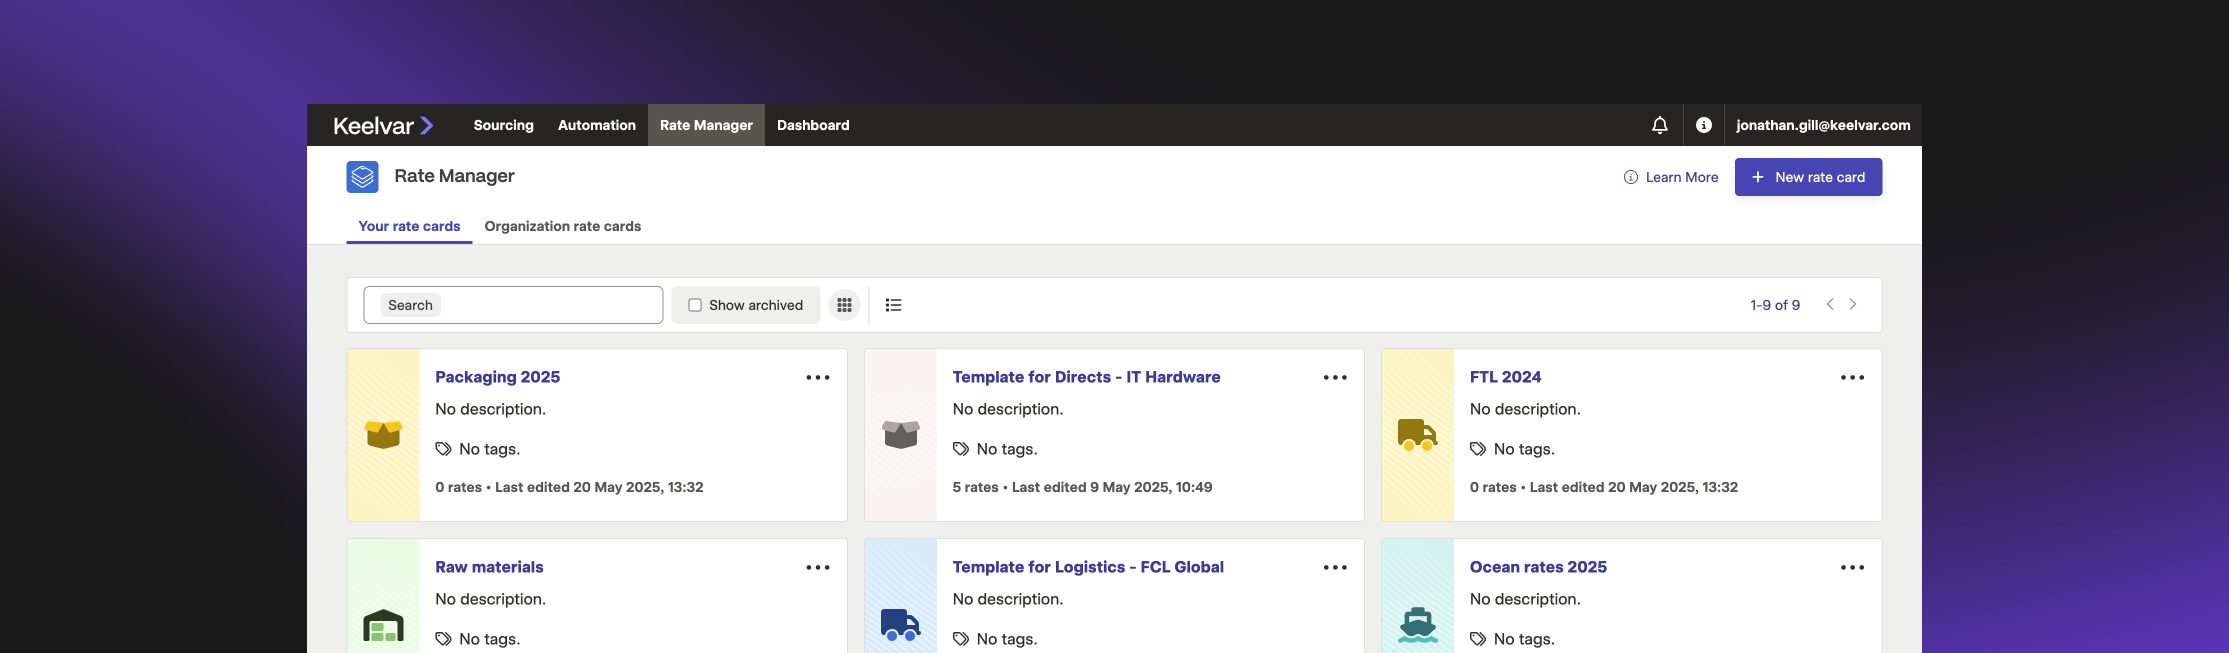 Keelvar
Sourcing Automation Rate Manager Dashboard
jonathan.gill@keelvar.com
Rate Manager
Learn More
+ New rate card
Your rate cards Organization rate cards
Search
Show archived
1-9 of 9
Packaging 2025
No description.
No tags.
0 rates • Last edited 20 May 2025, 13:32
Template for Directs - IT Hardware
No description.
No tags.
5 rates • Last edited 9 May 2025, 10:49
FTL 2024
No description.
No tags.
0 rates • Last edited 20 May 2025, 13:32
Raw materials
No description.
No tags.
Template for Logistics - FCL Global
No description.
No tags.
Ocean rates 2025
No description.
No tags.